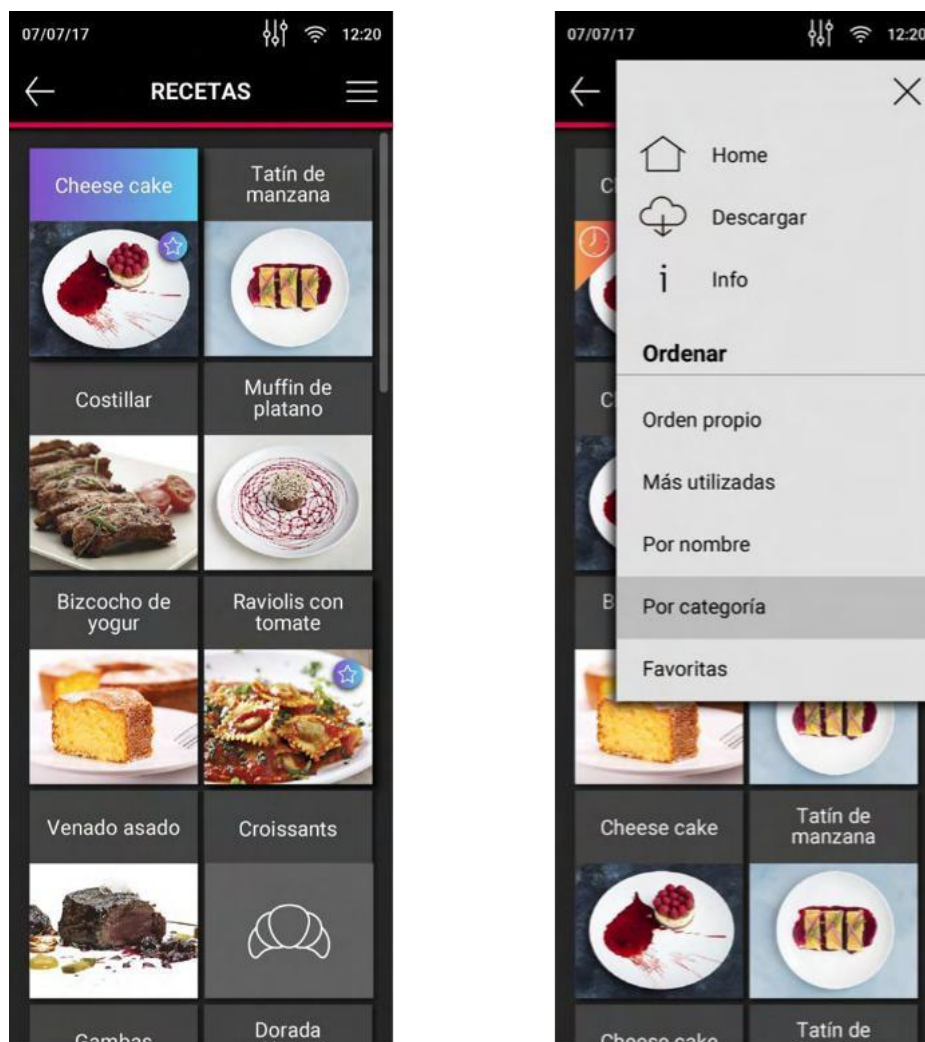 07/07/17 12:20
RECETAS
Cheese cake
Tatín de
manzana
Costillar
Muffin de
platano
Bizcocho de
yogur
Raviolis con
tomate
Venado asado
Croissants
Gambas
Dorada
07/07/17 12:20
Home
Descargar
i Info
Ordenar
Orden propio
Más utilizadas
Por nombre
Por categoría
Favoritas
C
C
B
Cheese cake
Tatín de
manzana
Cheese cake
Tatín de